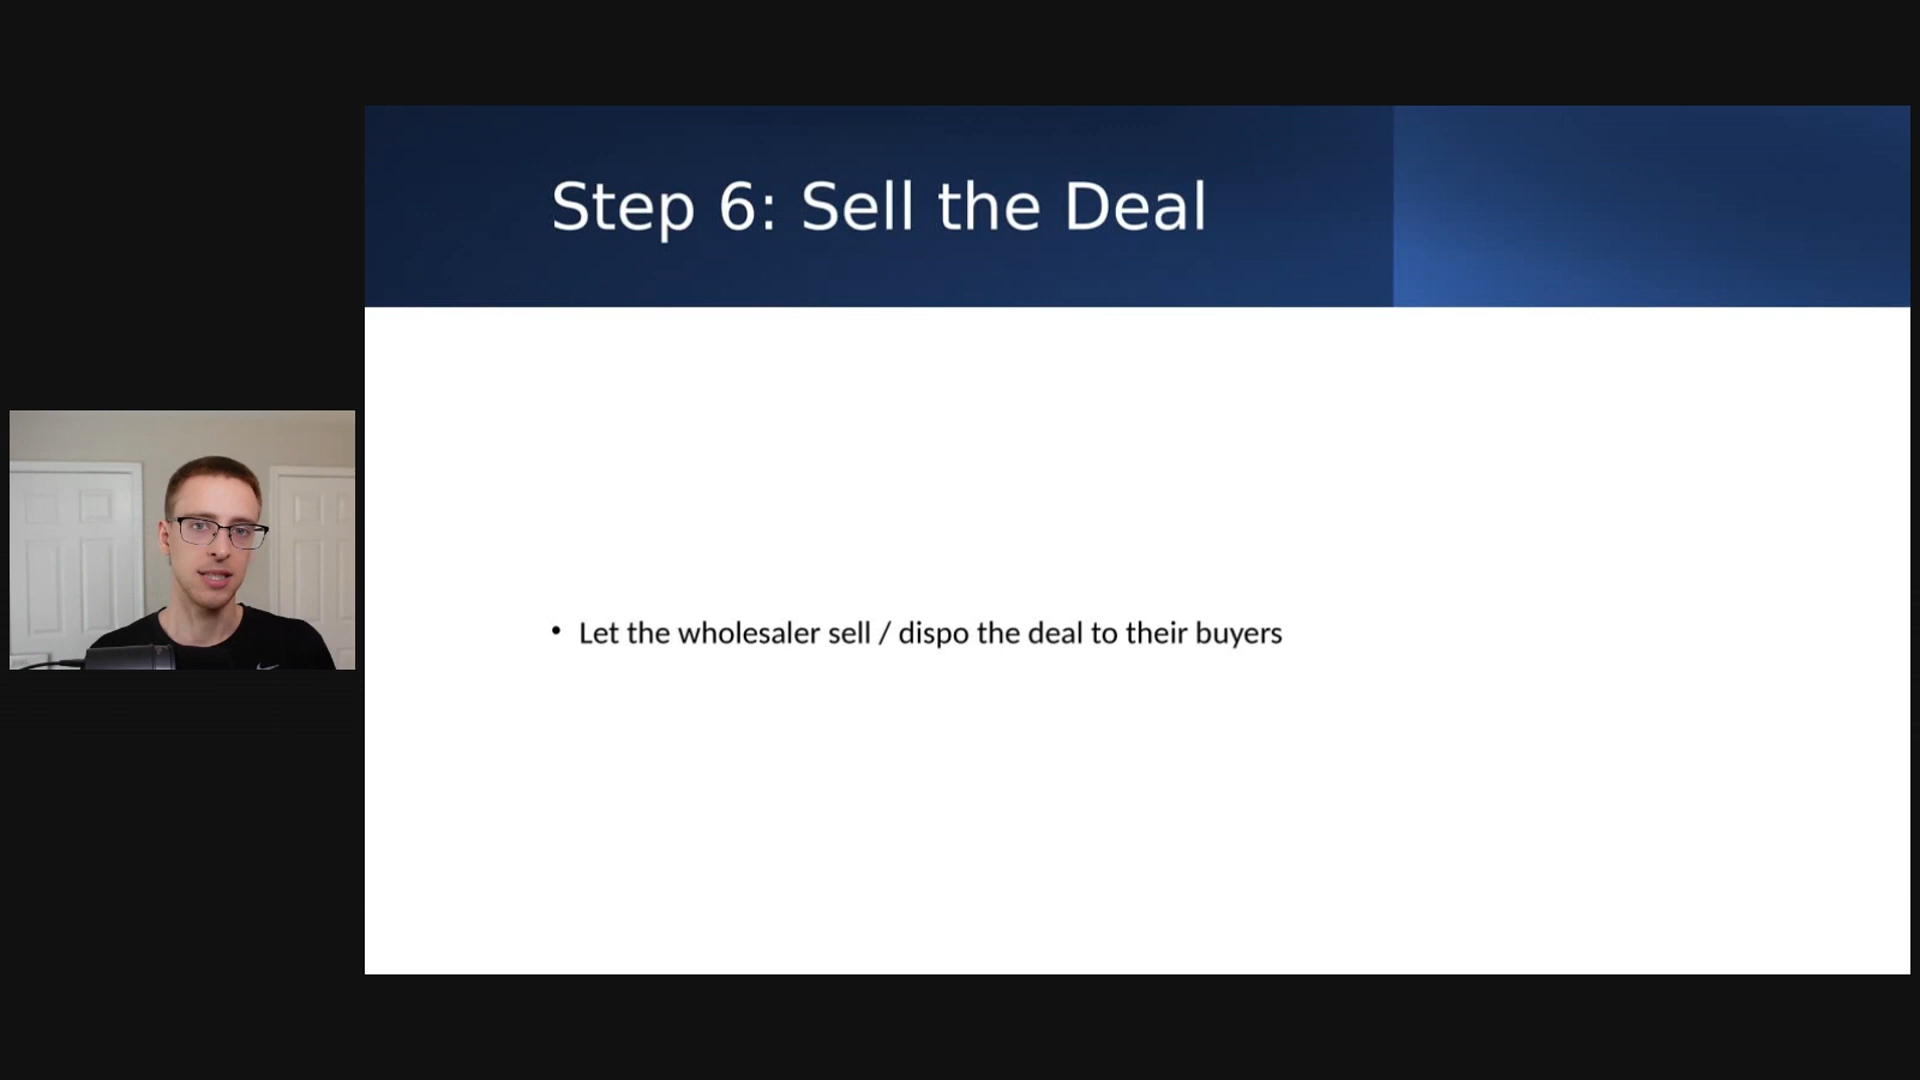 Step 6: Sell the Deal
• Let the wholesaler sell / dispo the deal to their buyers